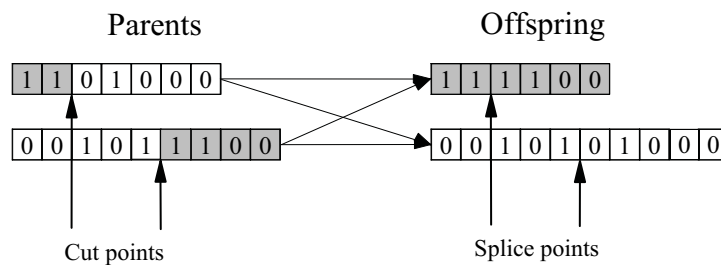 Parents Offspring
1 1 0 1 0 0 0 1 1 1 1 0 0
0 0 1 0 1 1 1 0 0 0 0 1 0 1 0 1 0 0 0
Cut points Splice points